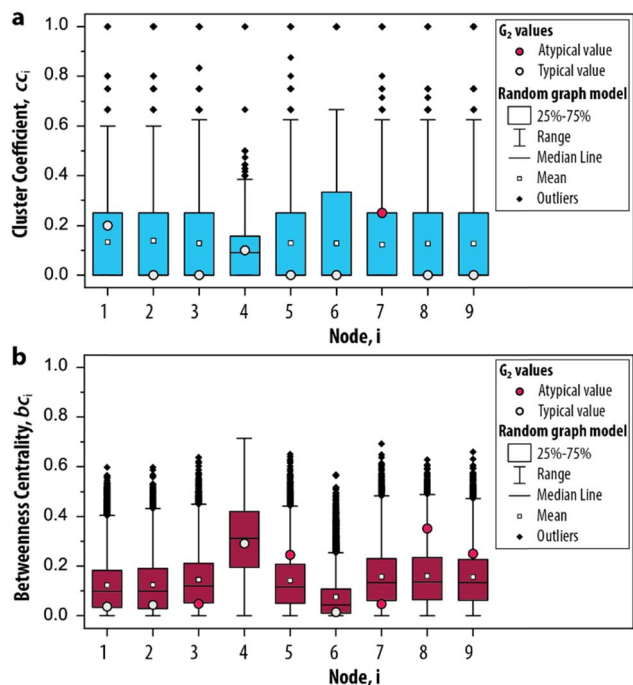 a
Cluster Coefficient, cci
1.0
0.8
0.6
0.4
0.2
0.0
1 2 3 4 5 6 7 8 9
Node, i
G2 values
Atypical value
Typical value
Random graph model
25%-75%
Range
Median Line
Mean
Outliers
b
Betweenness Centrality, bci
1.0
0.8
0.6
0.4
0.2
0.0
1 2 3 4 5 6 7 8 9
Node, i
G2 values
Atypical value
Typical value
Random graph model
25%-75%
Range
Median Line
Mean
Outliers